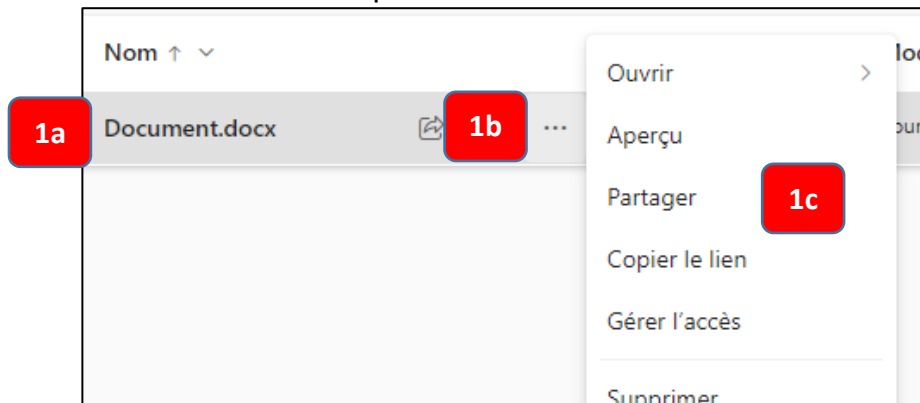 Nom
Ouvrir
1a Document.docx 1b ...
Aperçu
Partager 1c
Copier le lien
Gérer l'accès
Supprimer